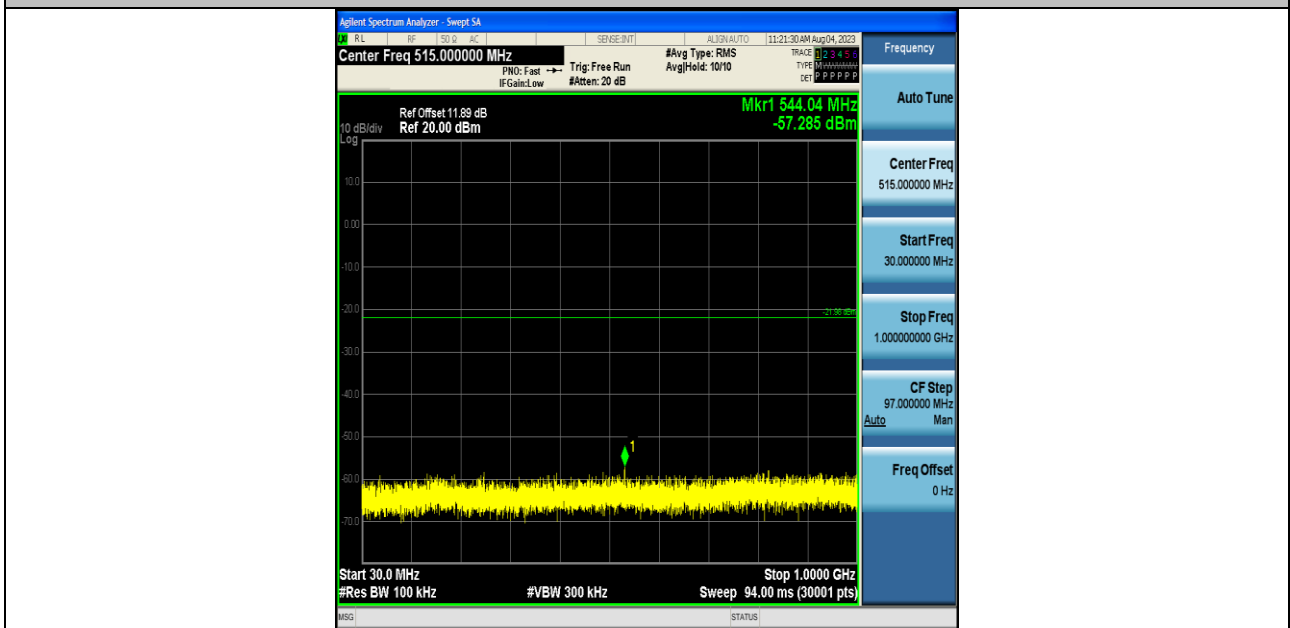 Agilent Spectrum Analyzer - Swept SA
RL RF 50 Ω AC SENSE:INT ALIGN AUTO 11:21:30 AM Aug 04, 2023
Center Freq 515.000000 MHz
#Avg Type: RMS
TRACE 1 2 3 4 5 6
PNO: Fast Trig: Free Run
Avg|Hold: 10/10
TYPE
IFGain:Low #Atten: 20 dB
DET P P P P P P
Mkr1 544.04 MHz
-57.285 dBm
Ref Offset 11.89 dB
10 dB/div Ref 20.00 dBm
Log
10.0
0.00
-10.0
-20.0
-21.98 dBm
-30.0
-40.0
-50.0
1
-60.0
-70.0
Start 30.0 MHz Stop 1.0000 GHz
#Res BW 100 kHz #VBW 300 kHz Sweep 94.00 ms (30001 pts)
MSG STATUS
Frequency
Auto Tune
Center Freq
515.000000 MHz
Start Freq
30.000000 MHz
Stop Freq
1.000000000 GHz
CF Step
97.000000 MHz
Auto Man
Freq Offset
0 Hz